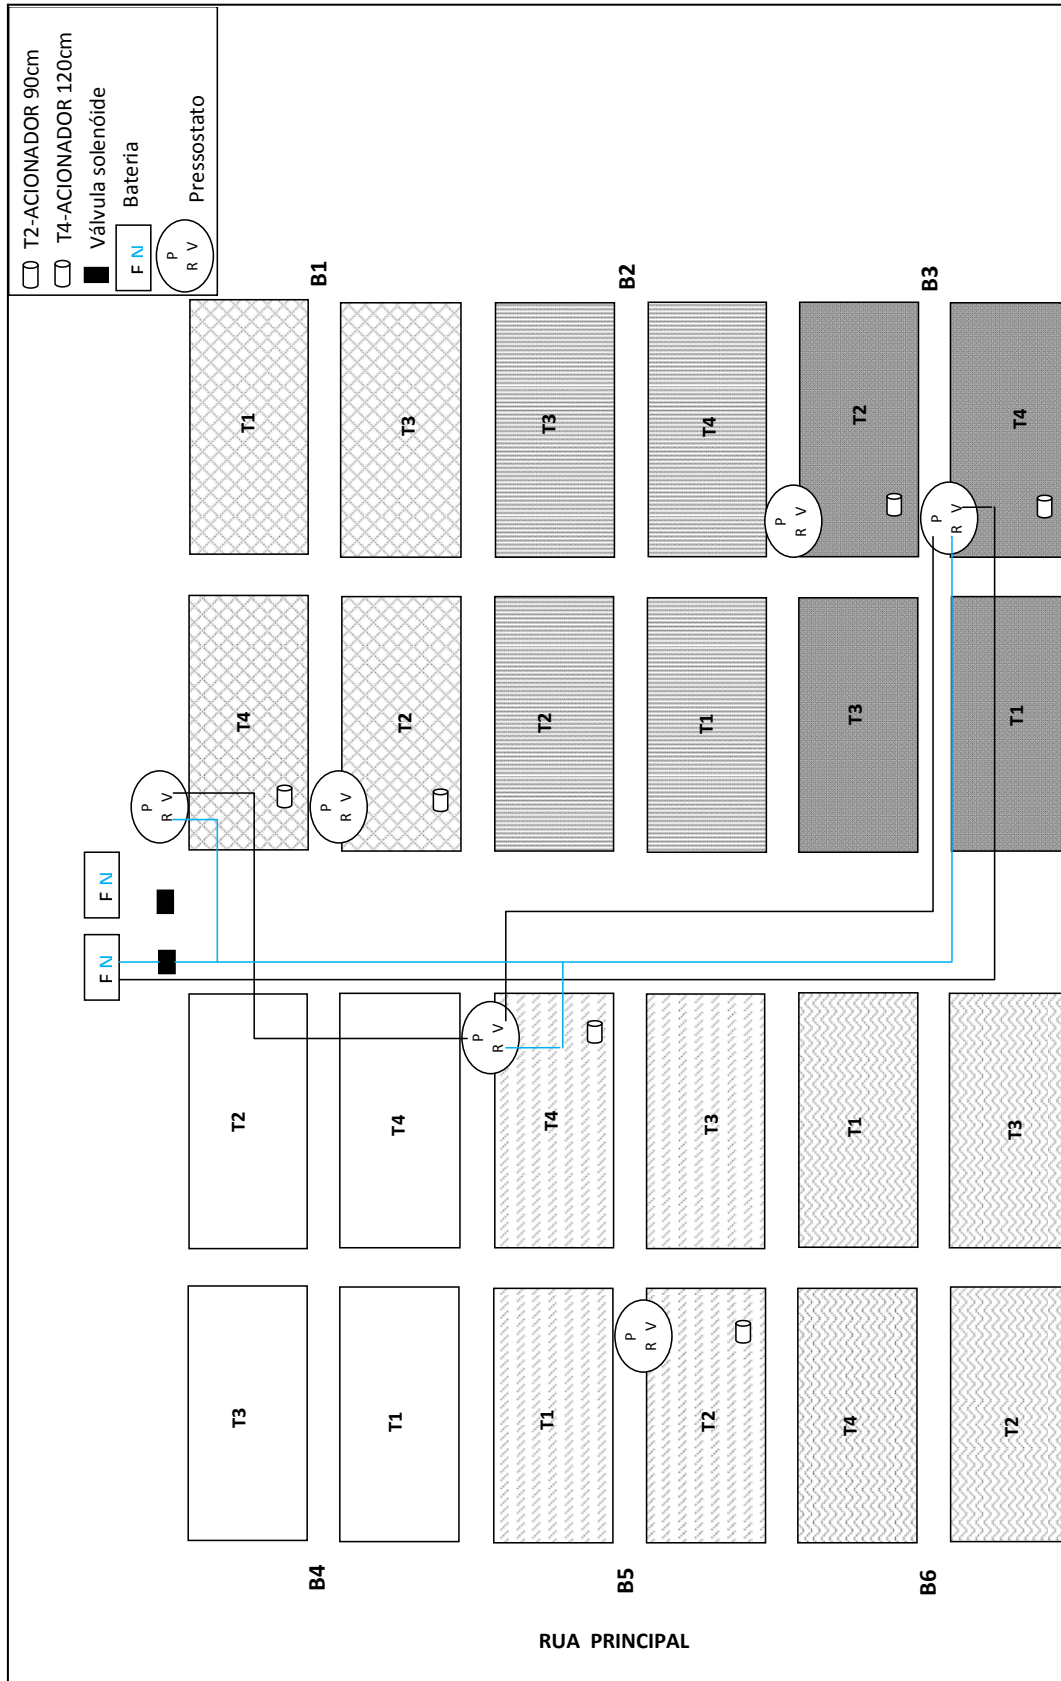 T2-ACIONADOR 90cm
T4-ACIONADOR 120cm
Válvula solenóide
F N
Bateria
P
R V
Pressostato
B1
B2
B3
T1
T3
T3
T4
T2
T4
P
R V
P
R V
T4
T2
T2
T1
T3
T1
P
R V
P
R V
F N
F N
T2
T4
T4
T3
T1
T3
P
R V
T3
T1
T1
T2
T4
T2
P
R V
B4
B5
B6
RUA PRINCIPAL